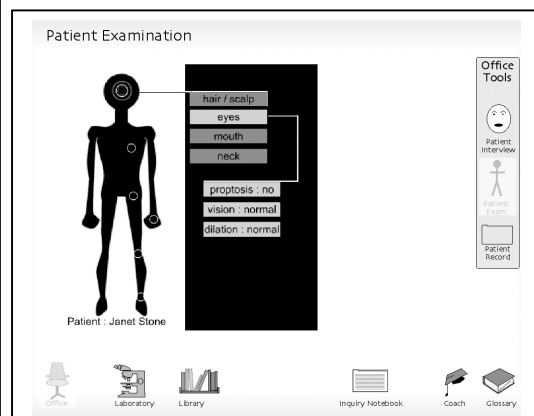 Patient Examination
hair / scalp
eyes
mouth
neck
proptosis : no
vision : normal
dilation : normal
Patient : Janet Stone
Office
Tools
Patient
Interview
Patient
Exam
Patient
Record
Office
Laboratory
Library
Inquiry Notebook
Coach
Glossary